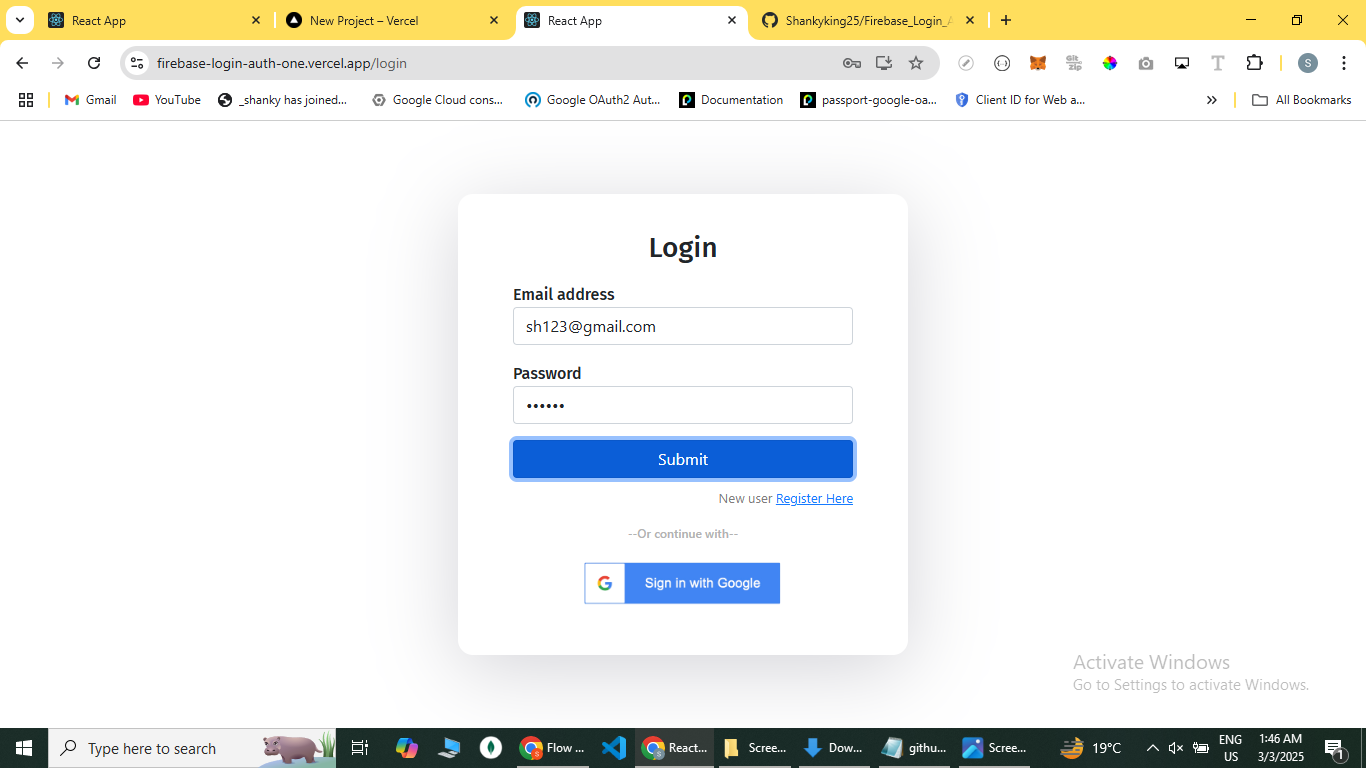 React App
New Project – Vercel
React App
Shankyking25/Firebase_Login_A
firebase-login-auth-one.vercel.app/login
S
Gmail
YouTube
_shanky has joined...
Google Cloud cons...
Google OAuth2 Aut...
Documentation
passport-google-oa...
Client ID for Web a...
All Bookmarks
Login
Email address
sh123@gmail.com
Password
••••••
Submit
New user Register Here
--Or continue with--
Sign in with Google
Activate Windows
Go to Settings to activate Windows.
Type here to search
Flow ...
React...
Scree...
Dow...
githu...
Scree...
19°C
ENG
US
1:46 AM
3/3/2025
1